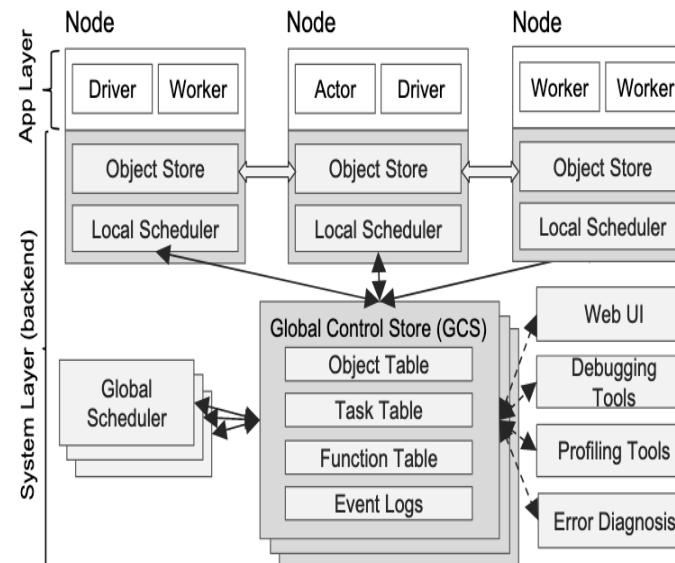 Node
Node
Node
App Layer
Driver
Worker
Actor
Driver
Worker
Worker
System Layer (backend)
Object Store
Object Store
Object Store
Local Scheduler
Local Scheduler
Local Scheduler
Global Control Store (GCS)
Object Table
Task Table
Function Table
Event Logs
Global
Scheduler
Web UI
Debugging
Tools
Profiling Tools
Error Diagnosis